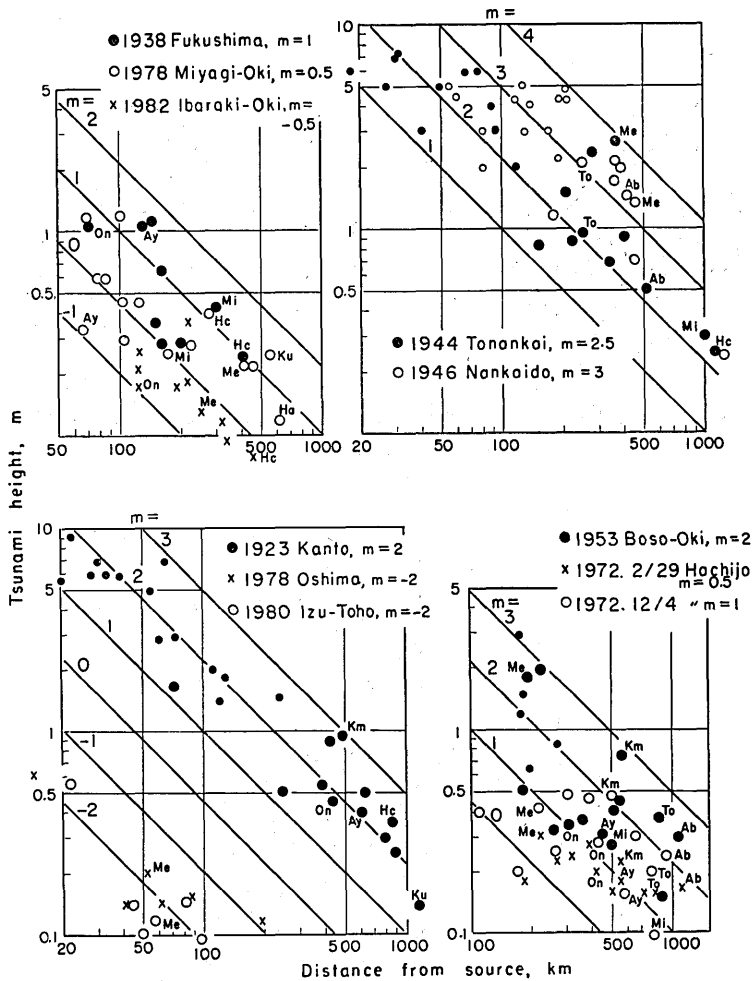 ● 1938 Fukushima, m=1
○ 1978 Miyagi-Oki, m=0.5
x 1982 Ibaraki-Oki, m=
-0.5
m=
2
1
0
-1
5
1
0.5
On
Ay
Ay
Mi
Hc
Mi
Hc
Me
Ku
On
Me
Ha
Hc
50
100
500
1000
m=
4
3
2
1
10
5
1
0.5
Me
To
Ab
Me
To
Ab
Mi
Hc
● 1944 Tonankai, m=2.5
○ 1946 Nankaido, m=3
20
50
100
500
1000
Tsunami height, m
m=
3
2
1
0
-1
-2
10
5
1
0.5
0.1
● 1923 Kanto, m=2
x 1978 Oshima, m=-2
○ 1980 Izu-Toho, m=-2
Km
Hc
Ay
Ku
Me
Me
20
50
100
500
1000
● 1953 Boso-Oki, m=2
x 1972. 2/29 Hachijo
m=0.5
○ 1972. 12/4 〃 m=1
m=
3
2
1
0
5
1
0.5
0.1
Me
Km
Km
Me
Me
On
Ay
Mi
To
Ab
On
Km
Ab
On
Ay
To
To
Ab
Ay
Mi
100
500
1000
Distance from source, km